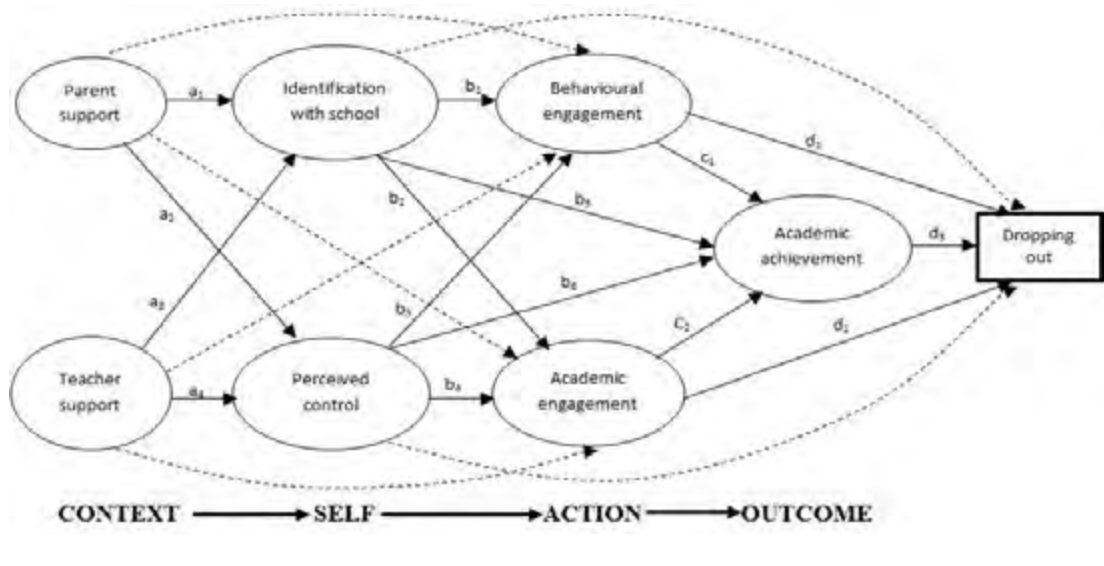 Parent
support
a₁
Identification
with school
b₁
Behavioural
engagement
d₁
c₁
a₂
b₂
b₅
Academic
achievement
d₃
Dropping
out
a₃
b₃
b₆
C₂
d₂
Teacher
support
a₄
Perceived
control
b₄
Academic
engagement
CONTEXT
SELF
ACTION
OUTCOME